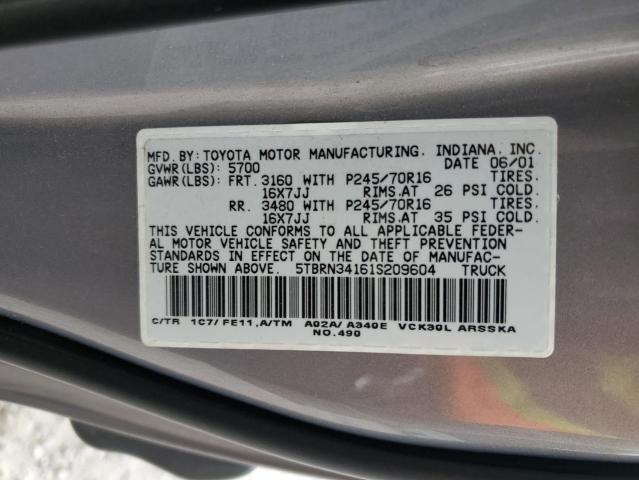 MFD. BY: TOYOTA MOTOR MANUFACTURING, INDIANA, INC.
GVWR(LBS): 5700 DATE 06/01
GAWR(LBS): FRT. 3160 WITH P245/70R16 TIRES.
16X7JJ RIMS.AT 26 PSI COLD.
RR. 3480 WITH P245/70R16 TIRES.
16X7JJ RIMS.AT 35 PSI COLD.
THIS VEHICLE CONFORMS TO ALL APPLICABLE FEDER-
AL MOTOR VEHICLE SAFETY AND THEFT PREVENTION
STANDARDS IN EFFECT ON THE DATE OF MANUFAC-
TURE SHOWN ABOVE. 5TBRN34161S209604 TRUCK
C/TR 1C7/FE11,A/TM A02A/A340E VCK30L ARSSKA
NO.490